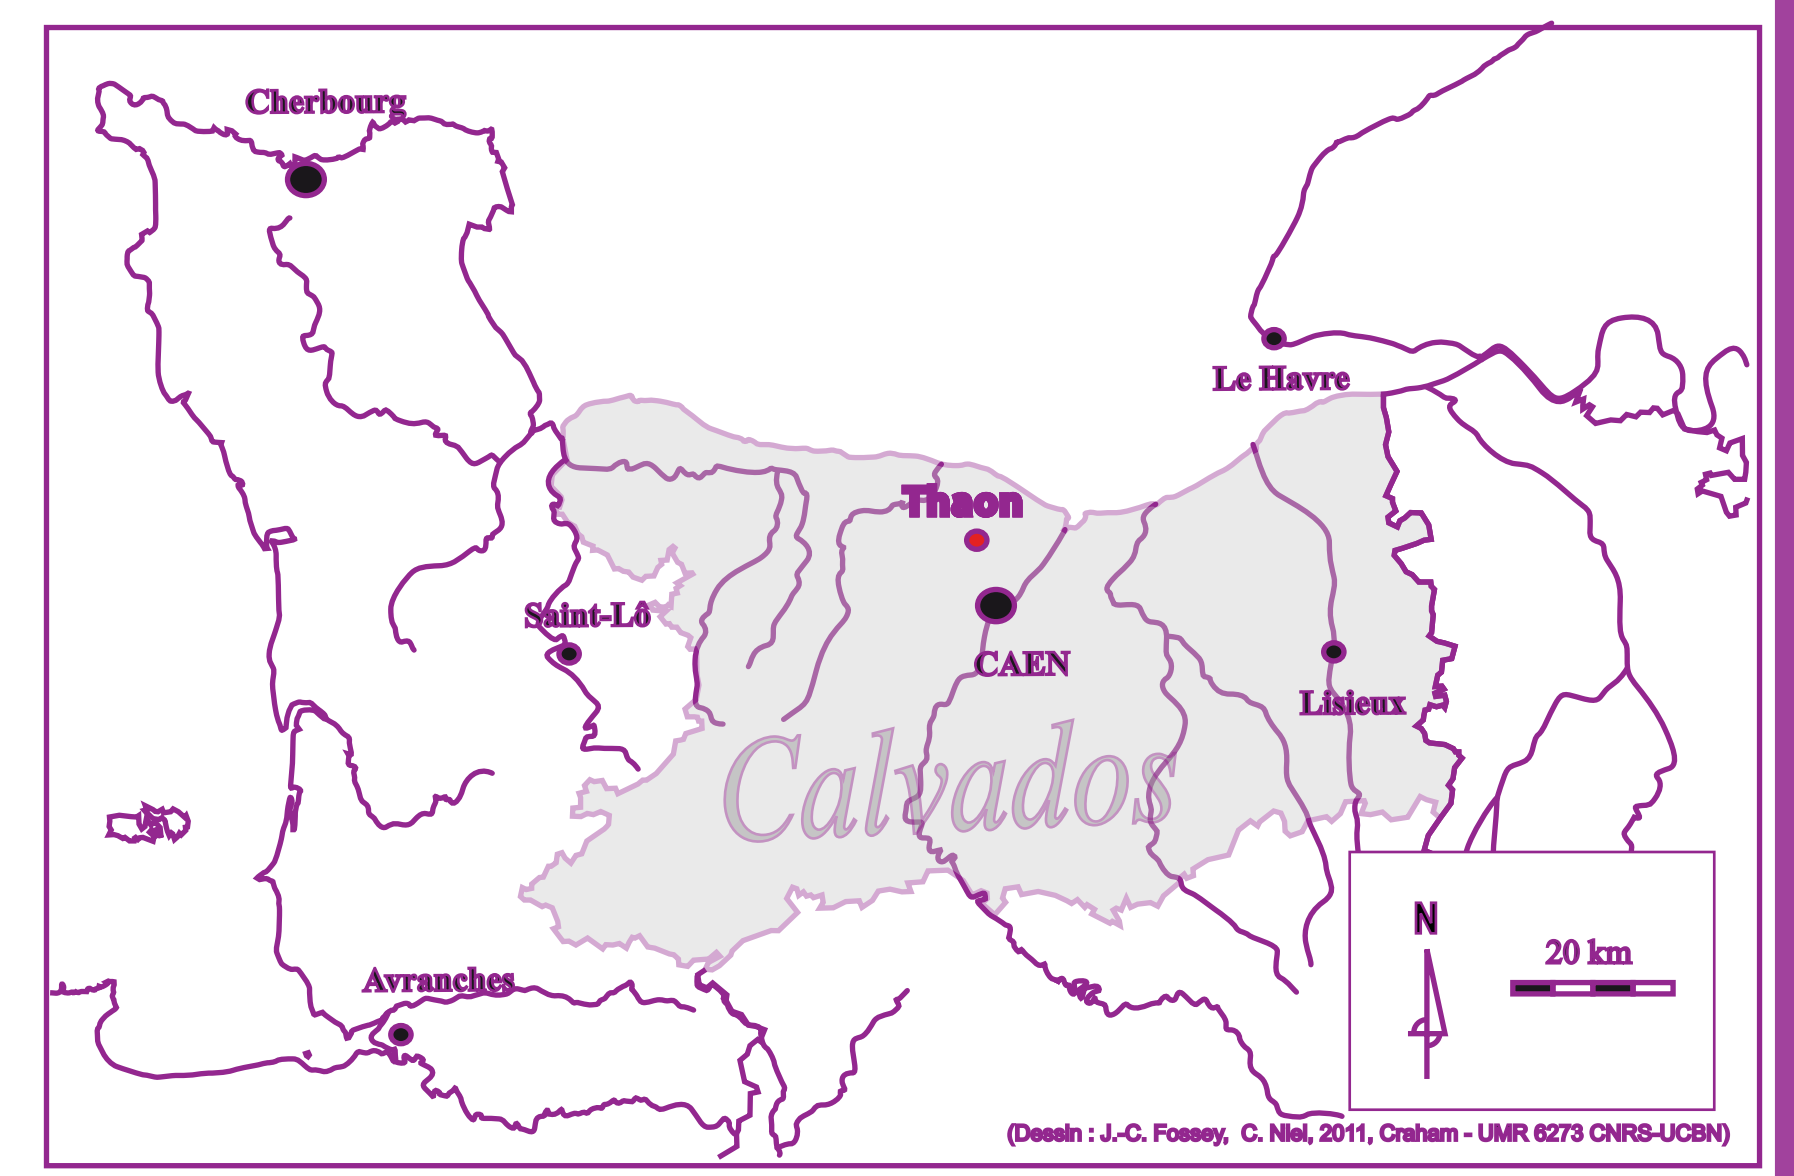 Cherbourg
Le Havre
Thaon
Saint-Lô
CAEN
Lisieux
Calvados
N
20 km
Avranches
(Dessin : J.-C. Fossey, C. Niel, 2011, Craham - UMR 6273 CNRS-UCBN)